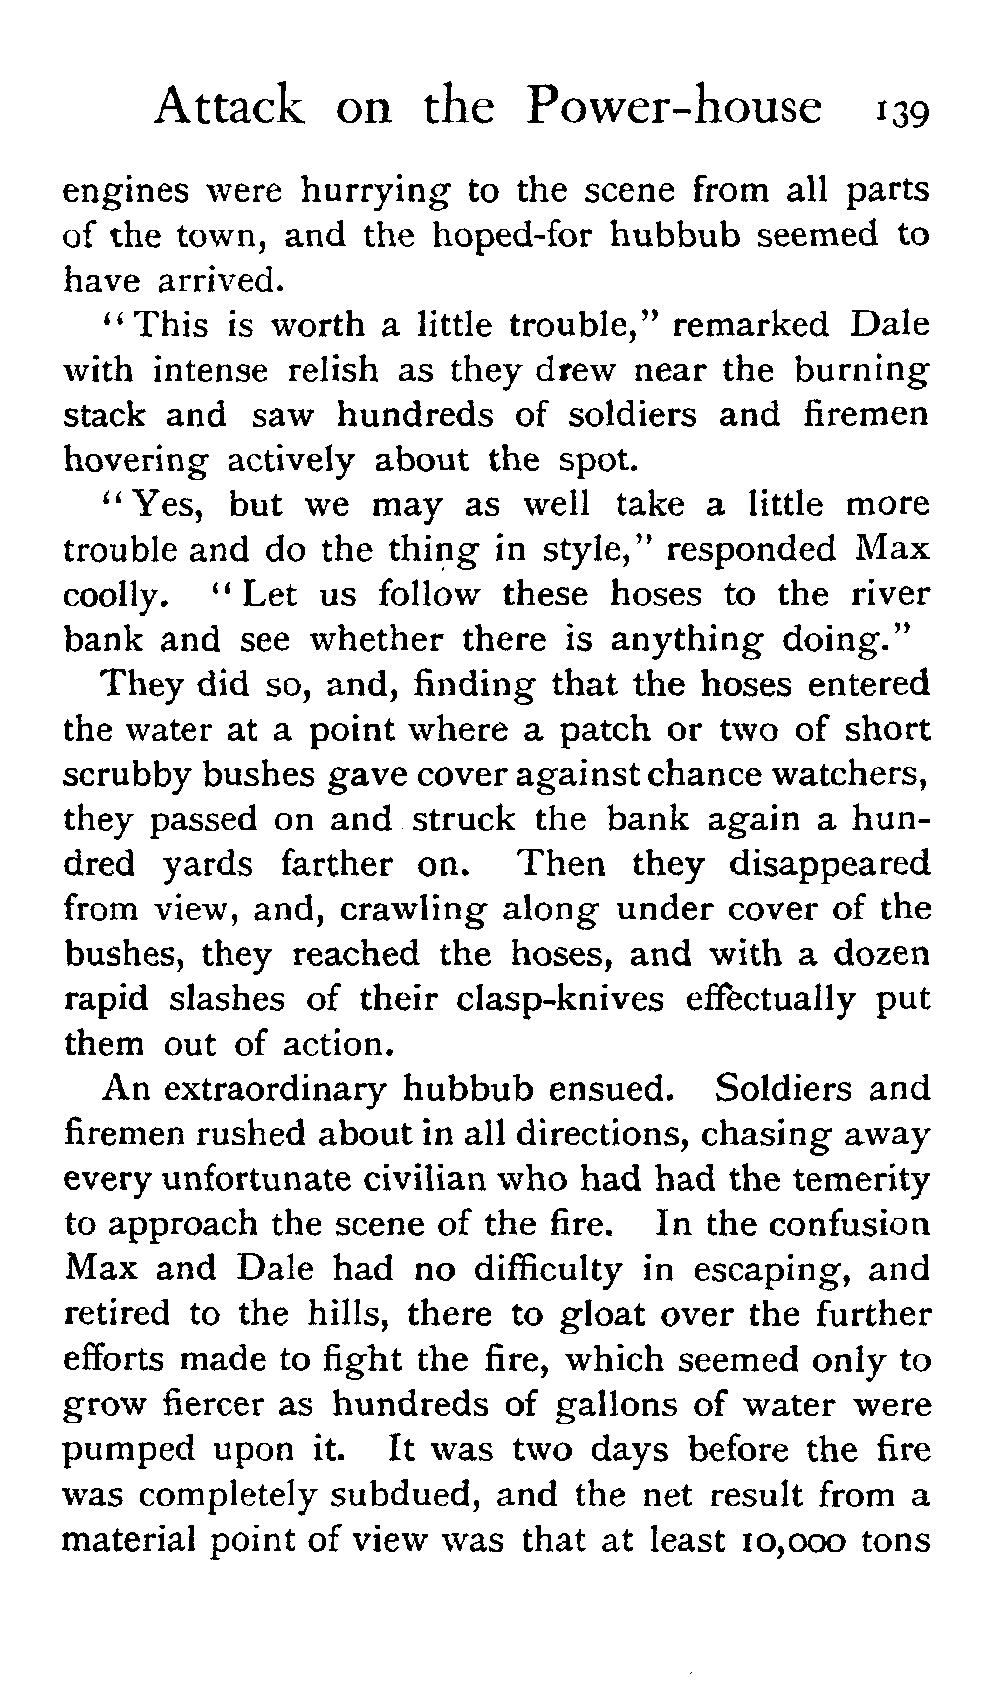 Attack on the Power-house 139
engines were hurrying to the scene from all parts
of the town, and the hoped-for hubbub seemed to
have arrived.
"This is worth a little trouble," remarked Dale
with intense relish as they drew near the burning
stack and saw hundreds of soldiers and firemen
hovering actively about the spot.
"Yes, but we may as well take a little more
trouble and do the thing in style," responded Max
coolly. "Let us follow these hoses to the river
bank and see whether there is anything doing."
They did so, and, finding that the hoses entered
the water at a point where a patch or two of short
scrubby bushes gave cover against chance watchers,
they passed on and struck the bank again a hun-
dred yards farther on. Then they disappeared
from view, and, crawling along under cover of the
bushes, they reached the hoses, and with a dozen
rapid slashes of their clasp-knives effectually put
them out of action.
An extraordinary hubbub ensued. Soldiers and
firemen rushed about in all directions, chasing away
every unfortunate civilian who had had the temerity
to approach the scene of the fire. In the confusion
Max and Dale had no difficulty in escaping, and
retired to the hills, there to gloat over the further
efforts made to fight the fire, which seemed only to
grow fiercer as hundreds of gallons of water were
pumped upon it. It was two days before the fire
was completely subdued, and the net result from a
material point of view was that at least 10,000 tons